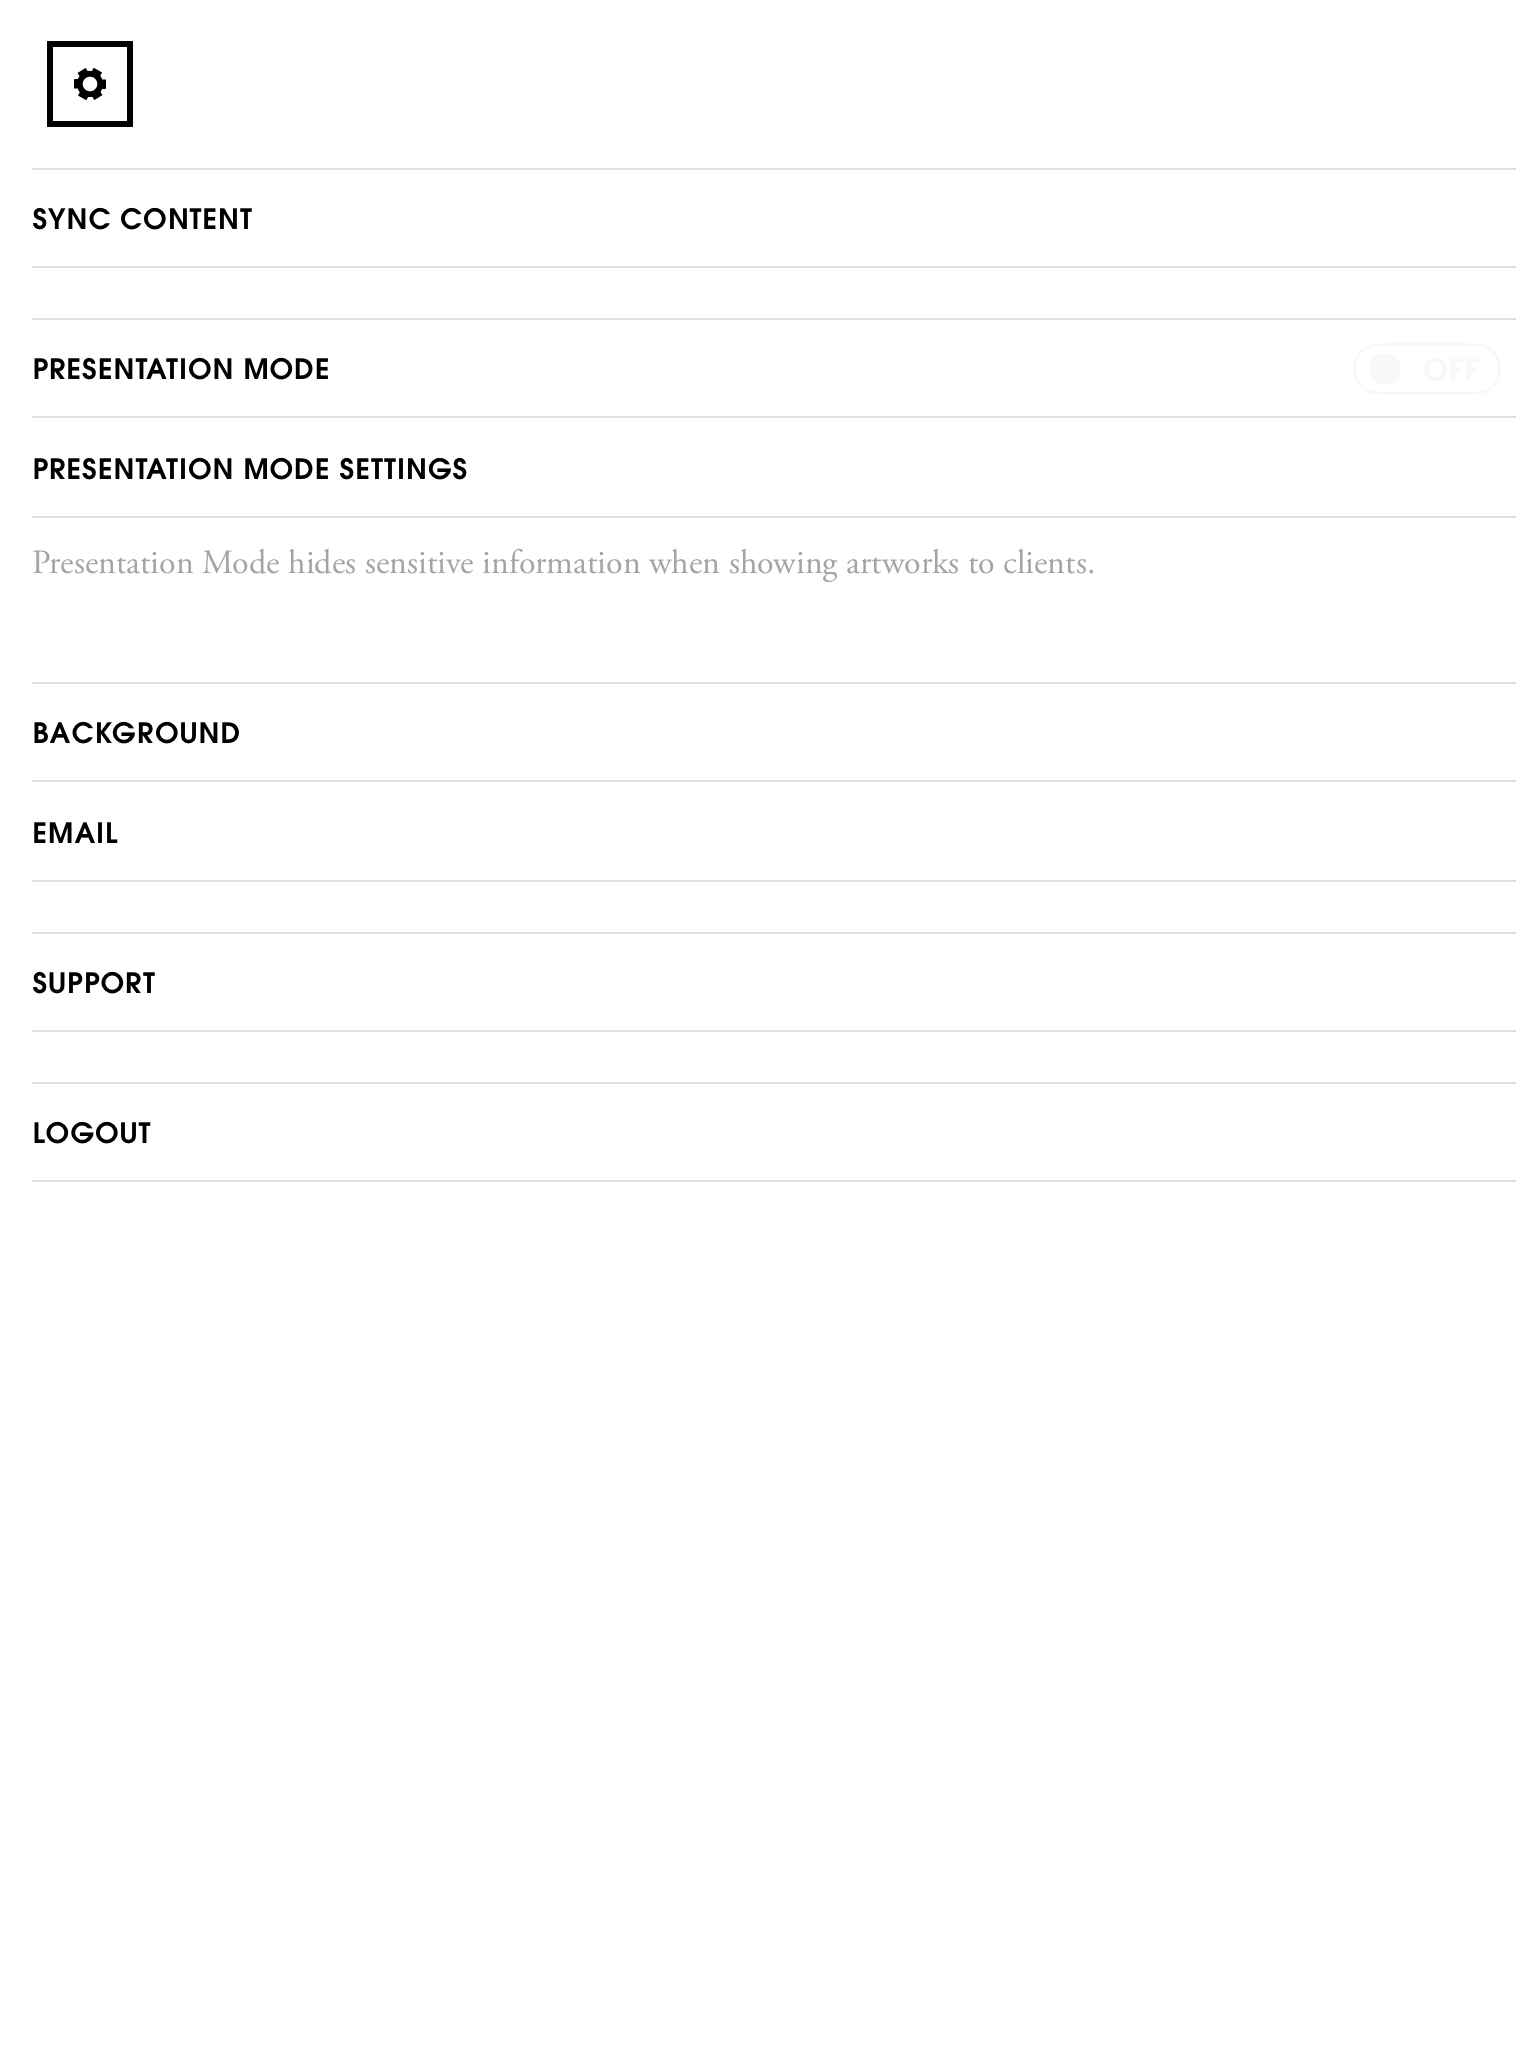 SYNC CONTENT
PRESENTATION MODE OFF
PRESENTATION MODE SETTINGS
Presentation Mode hides sensitive information when showing artworks to clients.
BACKGROUND
EMAIL
SUPPORT
LOGOUT